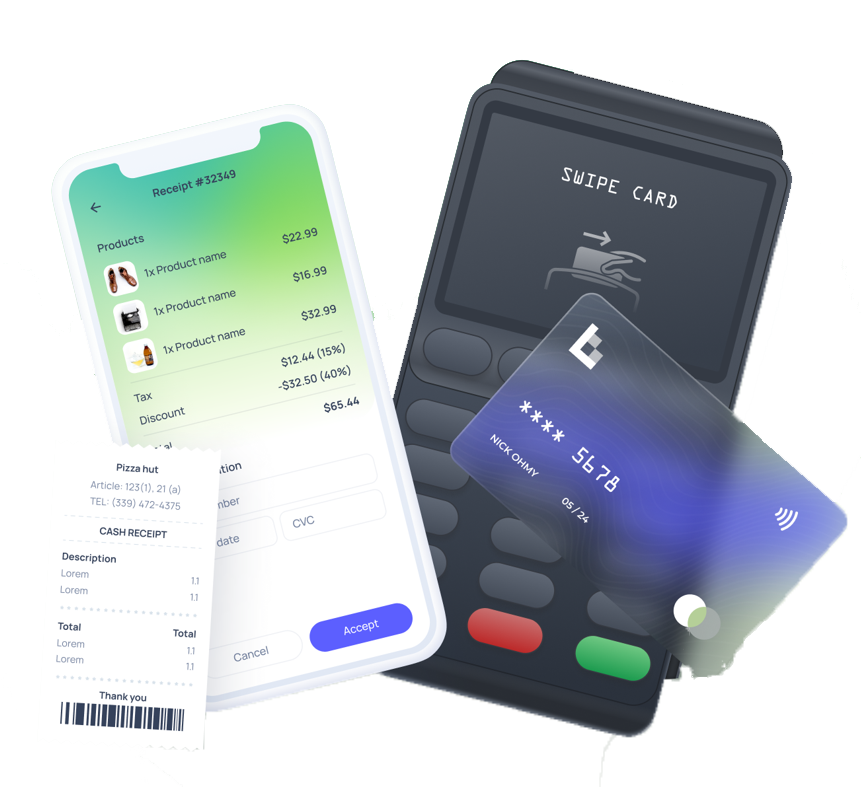 Receipt #32349
Products
1x Product name $22.99
1x Product name $16.99
1x Product name $32.99
Tax $12.44 (15%)
Discount -$32.50 (40%)
$65.44
CVC
Cancel
Accept
Pizza hut
Article: 123(1), 21 (a)
TEL: (339) 472-4375
CASH RECEIPT
Description
Lorem 1.1
Lorem 1.1
Total Total
Lorem 1.1
Lorem 1.1
Thank you
SWIPE CARD
**** 5678
NICK OHMY
05/24